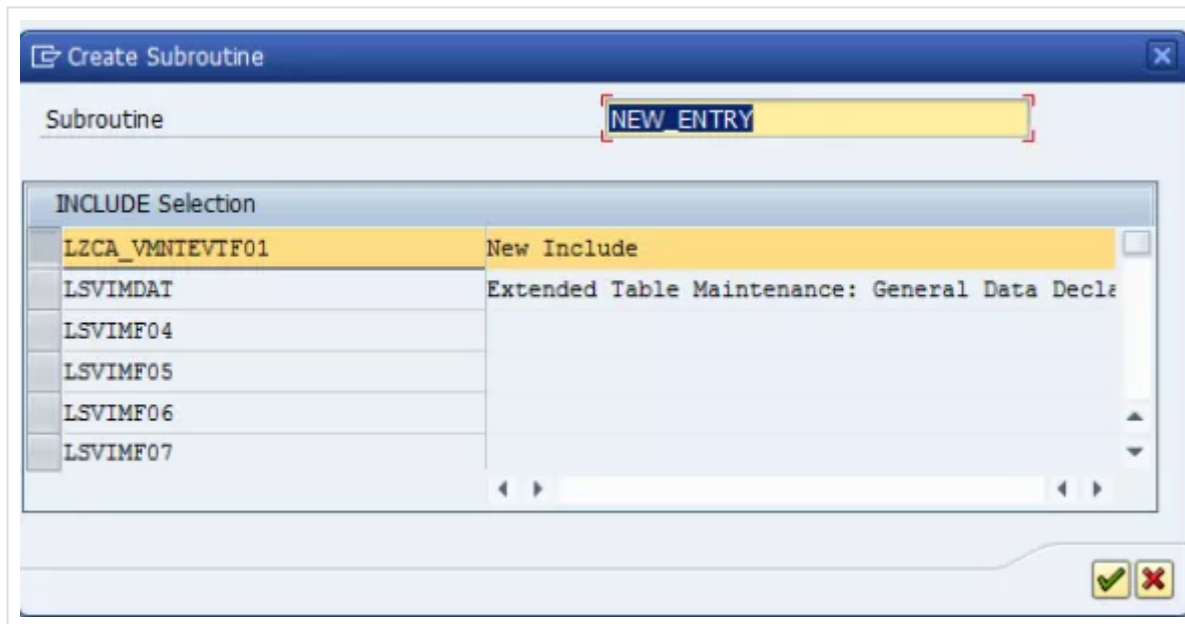 Create Subroutine
Subroutine NEW_ENTRY
INCLUDE Selection
LZCA_VMNTEVTF01 New Include
LSVIMDAT Extended Table Maintenance: General Data Decla
LSVIMF04
LSVIMF05
LSVIMF06
LSVIMF07